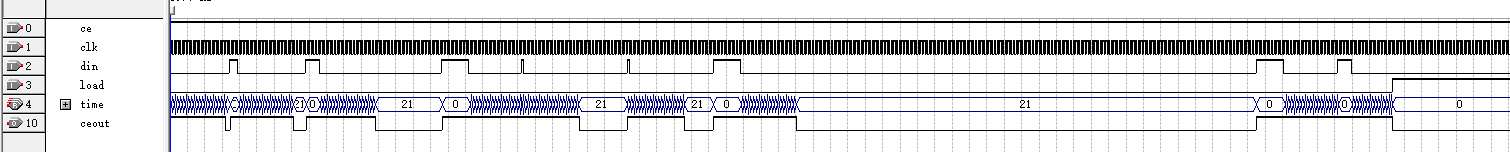 0 ce
1 clk
2 din
3 load
4 time 21 0 21 0 21 21 0 21 0 0 0
10 ceout